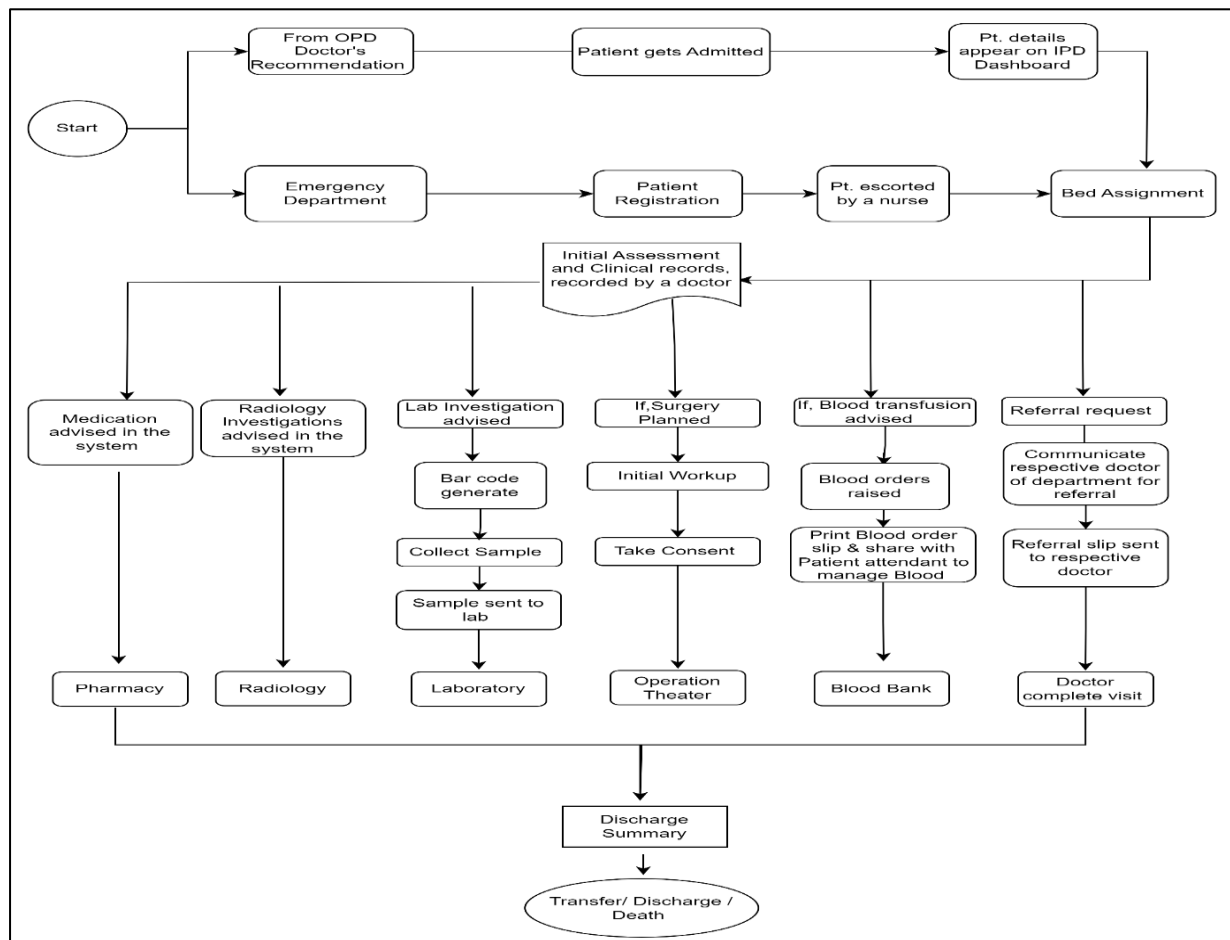 From OPD
Doctor's
Recommendation
Patient gets Admitted
Pt. details
appear on IPD
Dashboard
Start
Emergency
Department
Patient
Registration
Pt. escorted
by a nurse
Bed Assignment
Initial Assessment
and Clinical records,
recorded by a doctor
Medication
advised in the
system
Radiology
Investigations
advised in the
system
Lab Investigation
advised
If,Surgery
Planned
If, Blood transfusion
advised
Referral request
Bar code
generate
Initial Workup
Blood orders
raised
Communicate
respective doctor
of department for
referral
Collect Sample
Take Consent
Print Blood order
slip & share with
Patient attendant to
manage Blood
Referral slip sent
to respective
doctor
Sample sent to
lab
Pharmacy
Radiology
Laboratory
Operation
Theater
Blood Bank
Doctor
complete visit
Discharge
Summary
Transfer/ Discharge /
Death